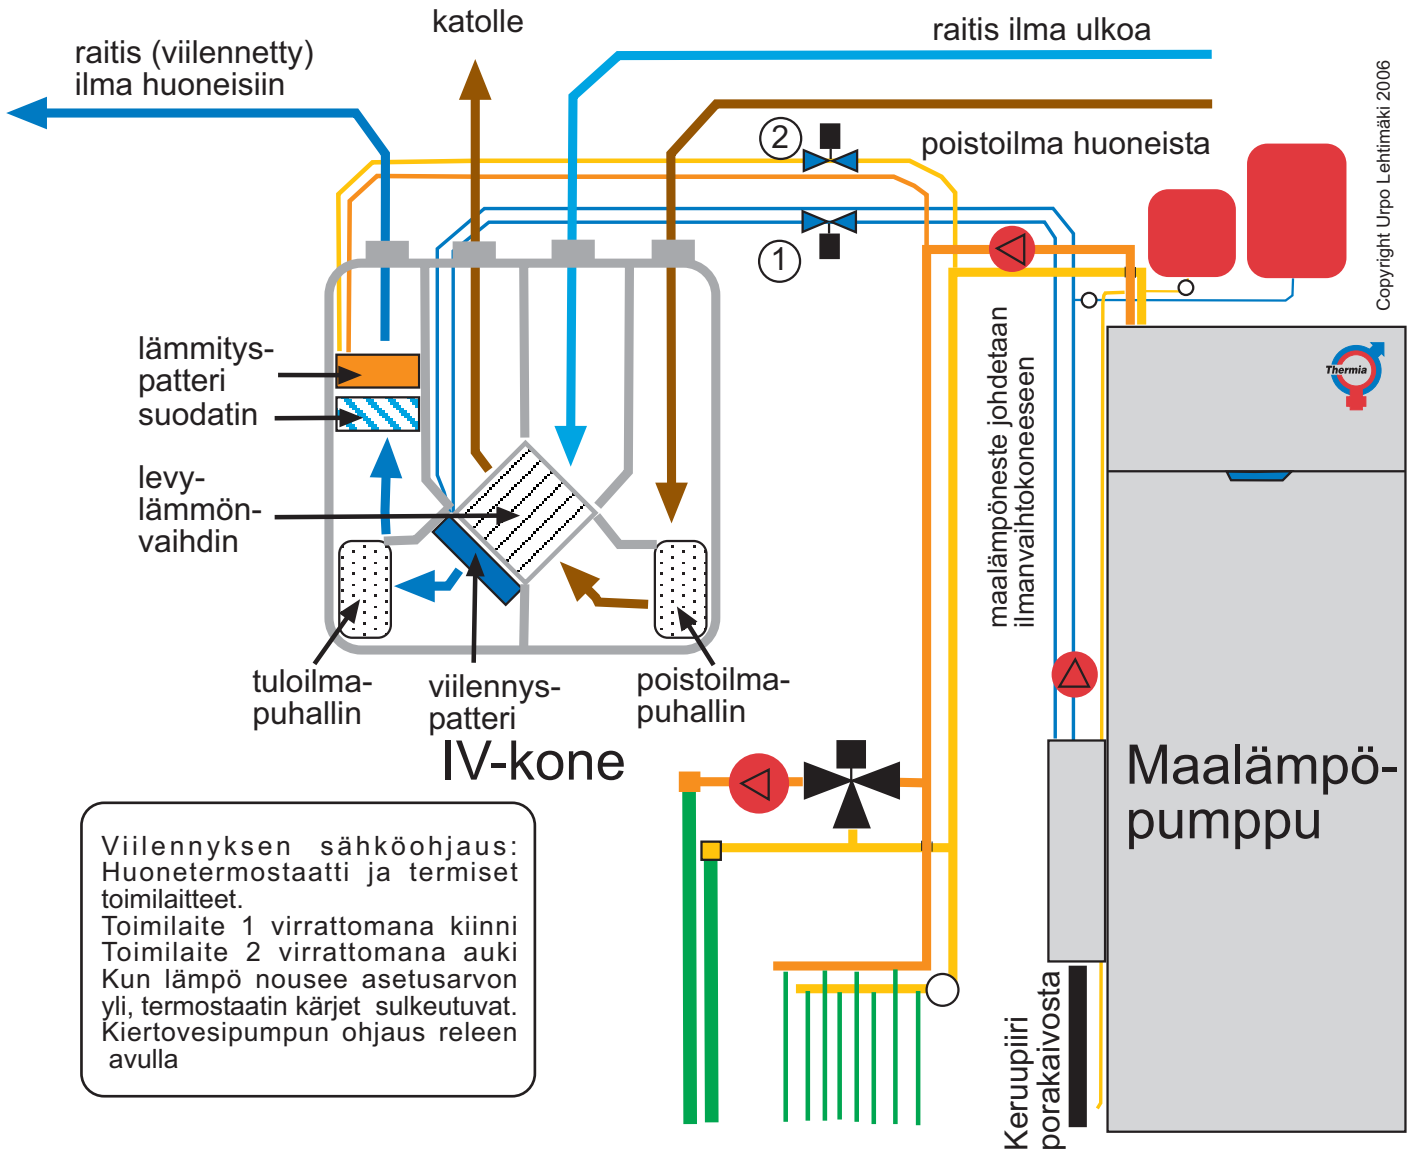 katolle
raitis ilma ulkoa
raitis (viilennetty)
ilma huoneisiin
2
poistoilma huoneista
1
Copyright Urpo Lehtimäki 2006
lämmitys-
patteri
suodatin
levy-
lämmön-
vaihdin
maalämpöneste johdetaan
ilmanvaihtokoneeseen
Thermia
tuloilma-
puhallin
viilennys-
patteri
poistoilma-
puhallin
IV-kone
Maalämpö-
pumppu
Viilennyksen sähköohjaus:
Huonetermostaatti ja termiset
toimilaitteet.
Toimilaite 1 virrattomana kiinni
Toimilaite 2 virrattomana auki
Kun lämpö nousee asetusarvon
yli, termostaatin kärjet sulkeutuvat.
Kiertovesipumpun ohjaus releen
avulla
Keruupiiri
porakaivosta